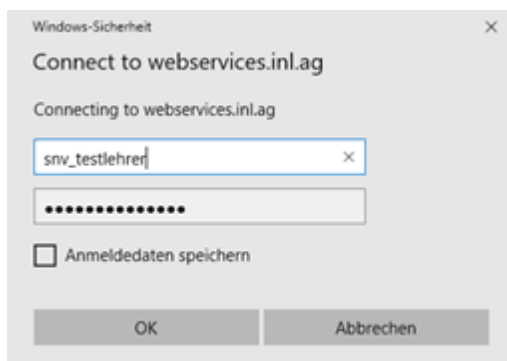 Windows-Sicherheit
Connect to webservices.inl.ag
Connecting to webservices.inl.ag
snv_testlehrer
••••••••••••••
Anmeldedaten speichern
OK
Abbrechen